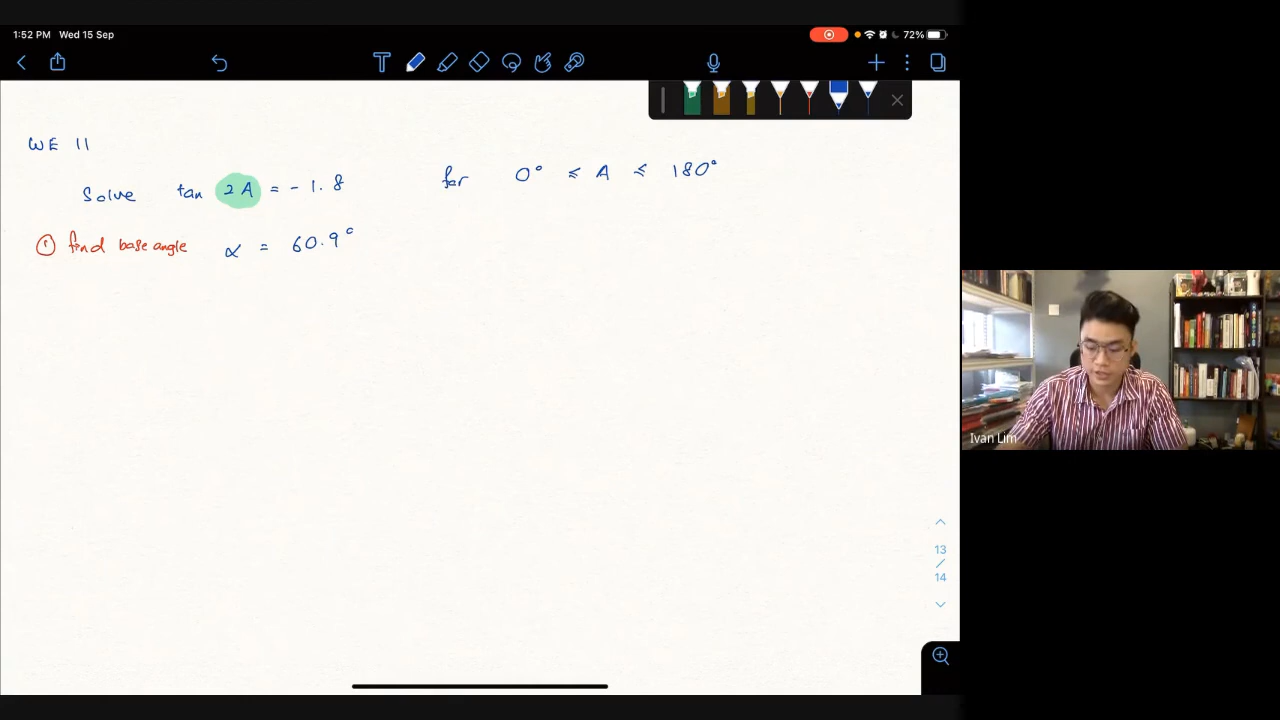 1:52 PM Wed 15 Sep
72%
WE 11
Solve tan 2A = -1.8 for 0° ≤ A ≤ 180°
① find base angle α = 60.9°
Ivan Lim
13
/
14